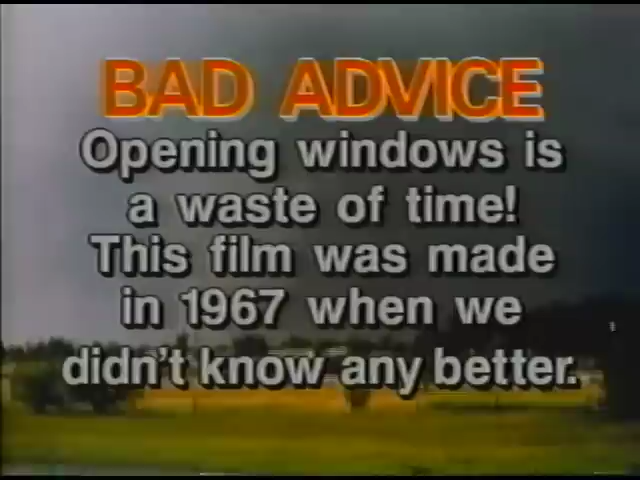 BAD ADVICE
Opening windows is
a waste of time!
This film was made
in 1967 when we
didn't know any better.